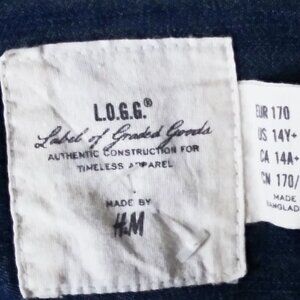 L.O.G.G.®
Label of Graded Goods
AUTHENTIC CONSTRUCTION FOR
TIMELESS APPAREL
MADE BY
H&M
EUR 170
US 14Y+
CA 14A+
CN 170/
MADE